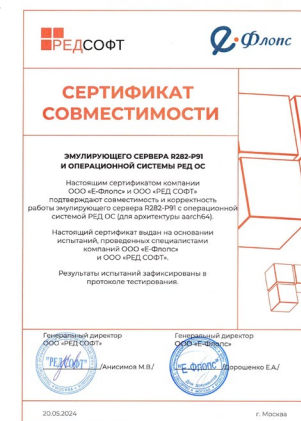 РЕДСОФТ
е·Флопс
СЕРТИФИКАТ
СОВМЕСТИМОСТИ
ЭМУЛИРУЮЩЕГО СЕРВЕРА R282-P91
И ОПЕРАЦИОННОЙ СИСТЕМЫ РЕД ОС
Настоящим сертификатом компании
ООО «Е-Флопс» и ООО «РЕД СОФТ»
подтверждают совместимость и корректность
работы эмулирующего сервера R282-P91 с операционной
системой РЕД ОС (для архитектуры aarch64).
Настоящий сертификат выдан на основании
испытаний, проведенных специалистами
компаний ООО «Е-Флопс»
и ООО «РЕД СОФТ».
Результаты испытаний зафиксированы в
протоколе тестирования.
Генеральный директор
ООО «РЕД СОФТ»
Генеральный директор
ООО «Е-Флопс»
"РЕД СОФТ"
/Анисимов М.В./
"Е-Флопс"
/Дорошенко Е.А./
20.05.2024
г. Москва